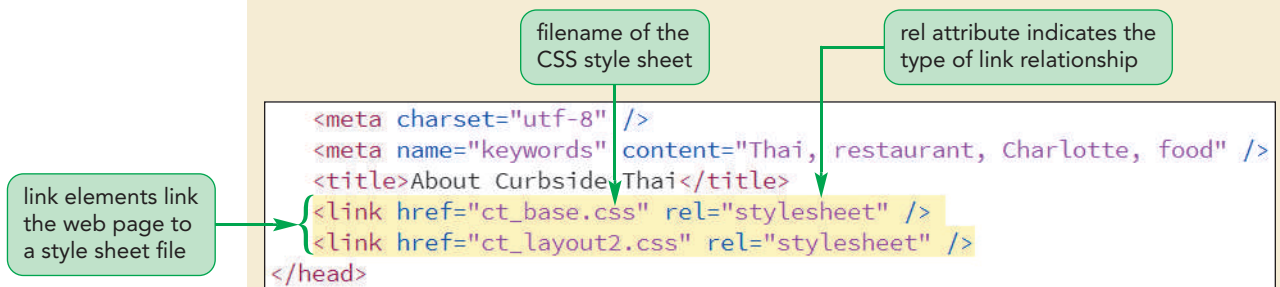 filename of the
CSS style sheet
rel attribute indicates the
type of link relationship
<meta charset="utf-8" />
<meta name="keywords" content="Thai, restaurant, Charlotte, food" />
<title>About Curbside Thai</title>
link elements link
the web page to
a style sheet file
<link href="ct_base.css" rel="stylesheet" />
<link href="ct_layout2.css" rel="stylesheet" />
</head>